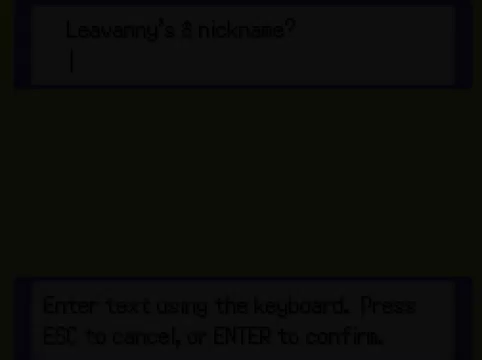 Leavanny's ♂ nickname?
Enter text using the keyboard. Press
ESC to cancel, or ENTER to confirm.